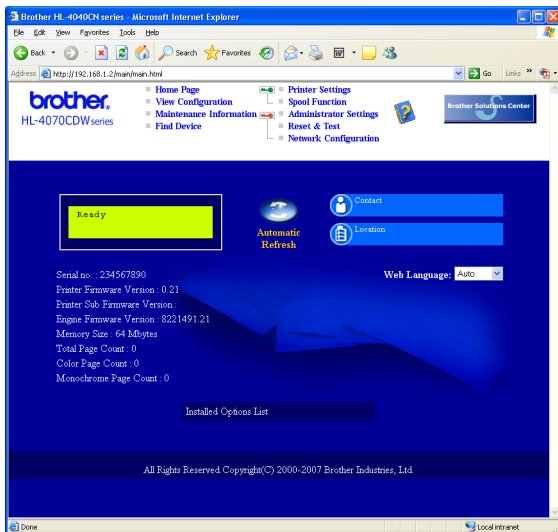 Brother HL-4040CN series - Microsoft Internet Explorer
File Edit View Favorites Tools Help
Back Search Favorites
Address http://192.168.1.2/main/main.html Go Links »
brother.
HL-4070CDW series
Home Page
View Configuration
Maintenance Information
Find Device
Printer Settings
Spool Function
Administrator Settings
Reset & Test
Network Configuration
Brother Solutions Center
Ready
Automatic
Refresh
Contact
Location
Serial no. : 234567890
Printer Firmware Version : 0.21
Printer Sub Firmware Version :
Engine Firmware Version : 8221491.21
Memory Size : 64 Mbytes
Total Page Count : 0
Color Page Count : 0
Monochrome Page Count : 0
Web Language: Auto
Installed Options List
All Rights Reserved.Copyright(C) 2000-2007 Brother Industries, Ltd.
Done Local intranet